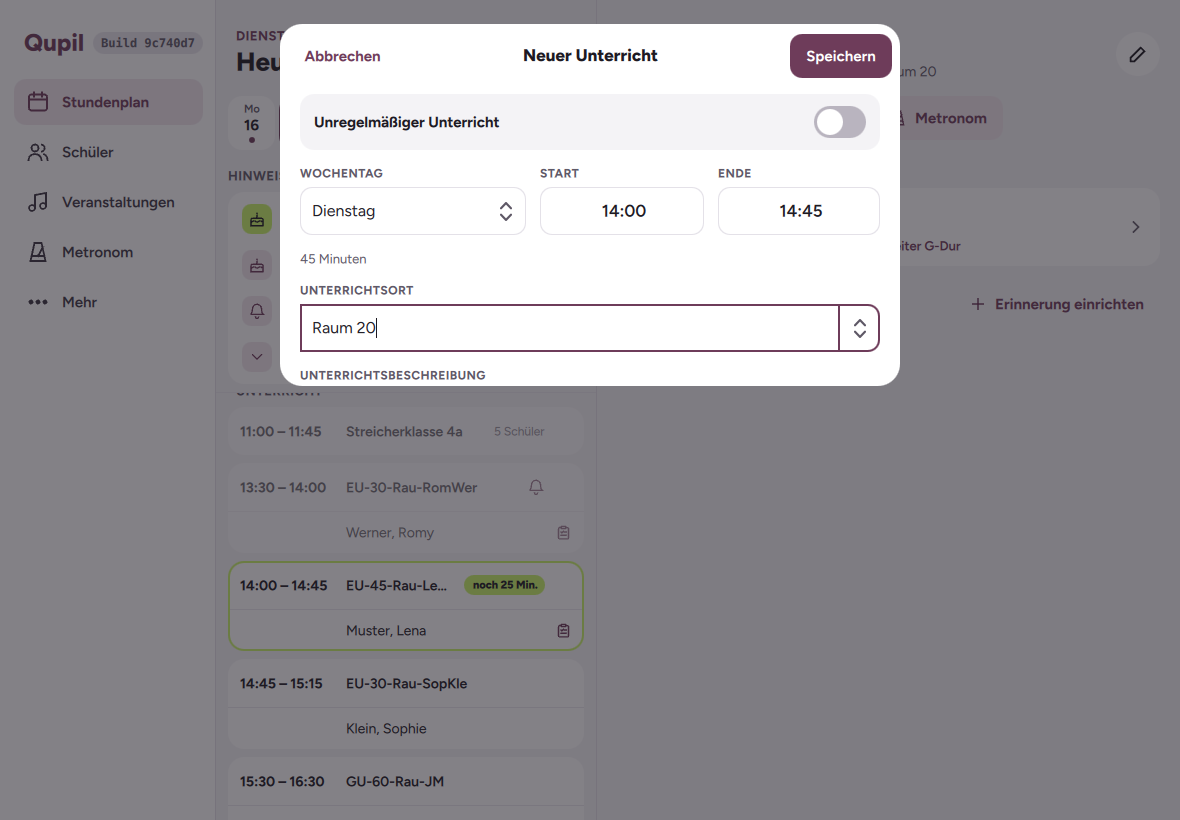 Qupil Build 9c740d7
Stundenplan
Schüler
Veranstaltungen
Metronom
Mehr
Mo
16
Abbrechen
Neuer Unterricht
Speichern
Unregelmäßiger Unterricht
WOCHENTAG START ENDE
Dienstag 14:00 14:45
45 Minuten
UNTERRICHTSORT
Raum 20
UNTERRICHTSBESCHREIBUNG
20
Metronom
G-Dur
Erinnerung einrichten
11:00 – 11:45 Streicherklasse 4a 5 Schüler
13:30 – 14:00 EU-30-Rau-RomWer
Werner, Romy
14:00 – 14:45 EU-45-Rau-Le... noch 25 Min.
Muster, Lena
14:45 – 15:15 EU-30-Rau-SopKle
Klein, Sophie
15:30 – 16:30 GU-60-Rau-JM